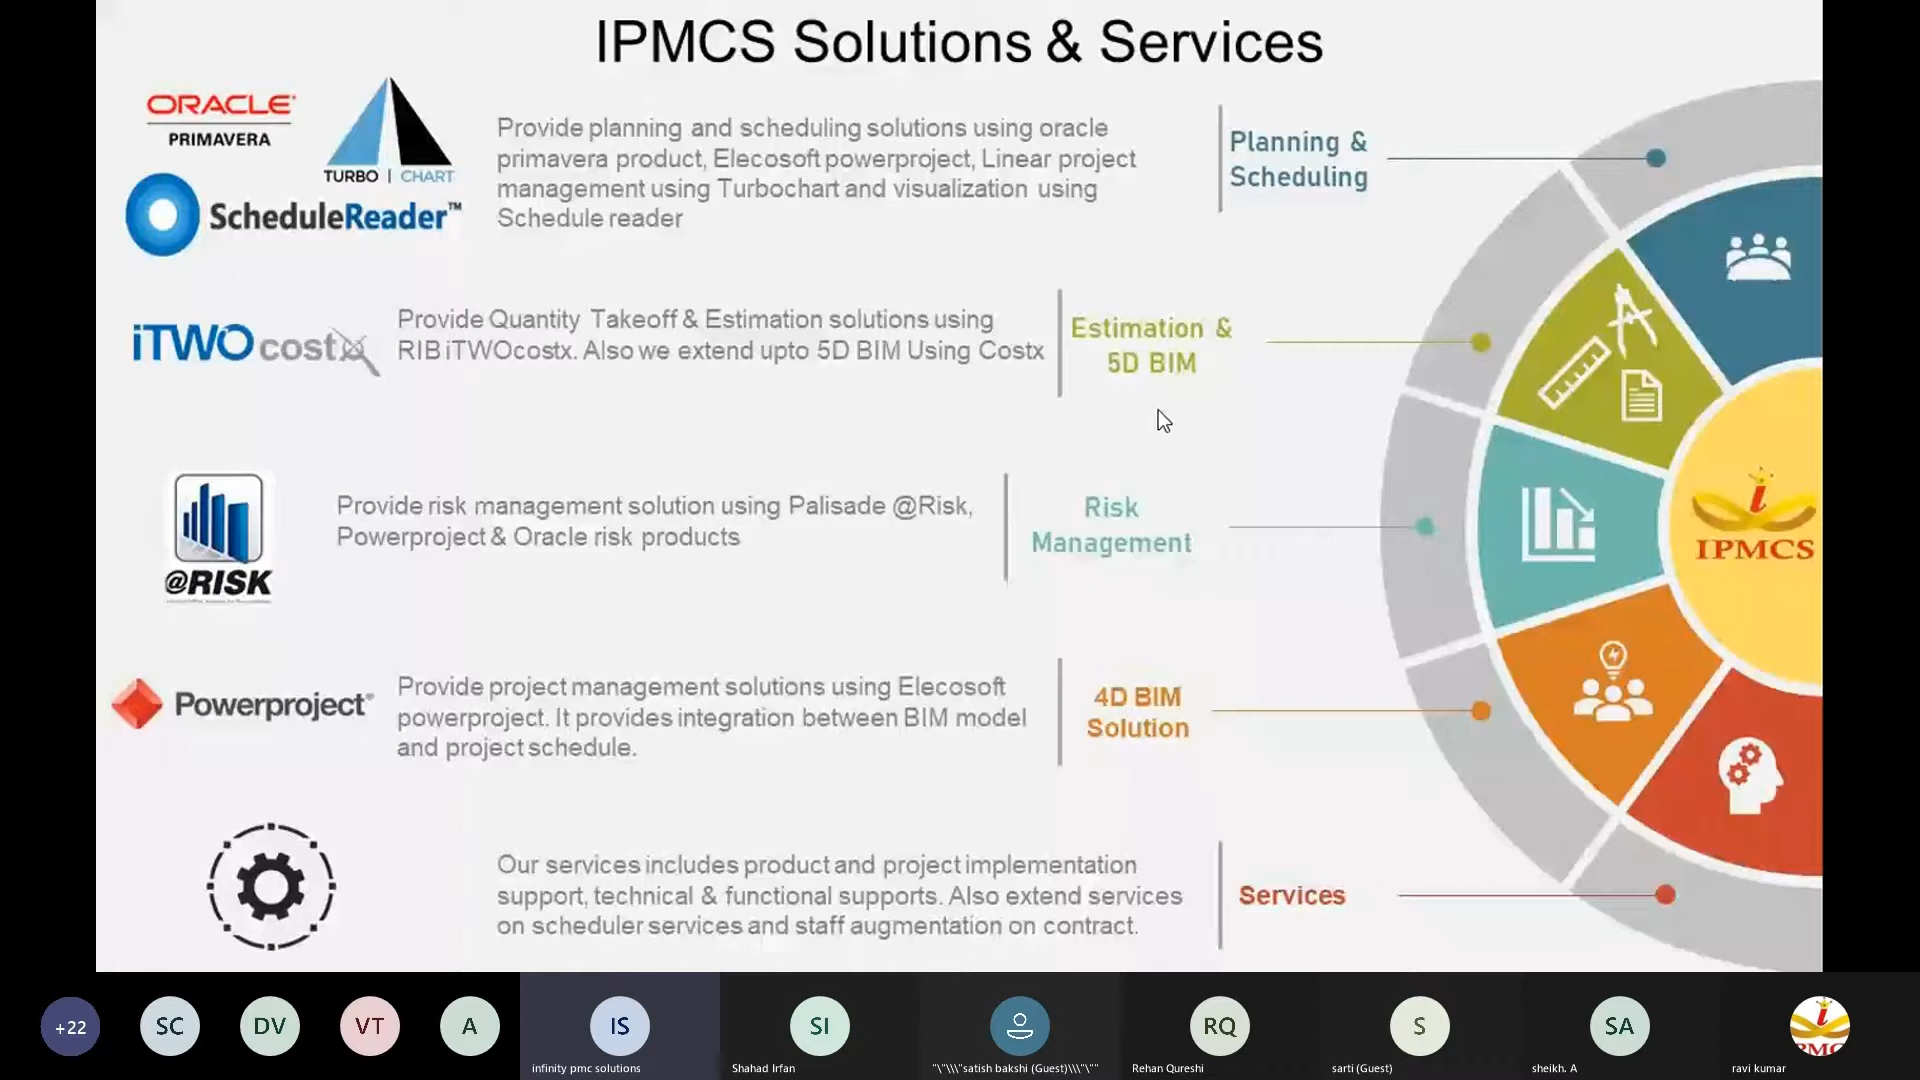 IPMCS Solutions & Services
ORACLE
PRIMAVERA
TURBO | CHART
ScheduleReader™
Provide planning and scheduling solutions using oracle
primavera product, Elecosoft powerproject, Linear project
management using Turbochart and visualization using
Schedule reader
Planning &
Scheduling
iTWO costx
Provide Quantity Takeoff & Estimation solutions using
RIB iTWOcostx. Also we extend upto 5D BIM Using Costx
Estimation &
5D BIM
@RISK
Provide risk management solution using Palisade @Risk,
Powerproject & Oracle risk products
Risk
Management
i
IPMCS
Powerproject®
Provide project management solutions using Elecosoft
powerproject. It provides integration between BIM model
and project schedule.
4D BIM
Solution
Our services includes product and project implementation
support, technical & functional supports. Also extend services
on scheduler services and staff augmentation on contract.
Services
+22
SC
DV
VT
A
IS
SI
RQ
S
SA
i
PMC
infinity pmc solutions
Shahad Irfan
"\"\\\"satish bakshi (Guest)\\\"\""
Rehan Qureshi
sarti (Guest)
sheikh. A
ravi kumar